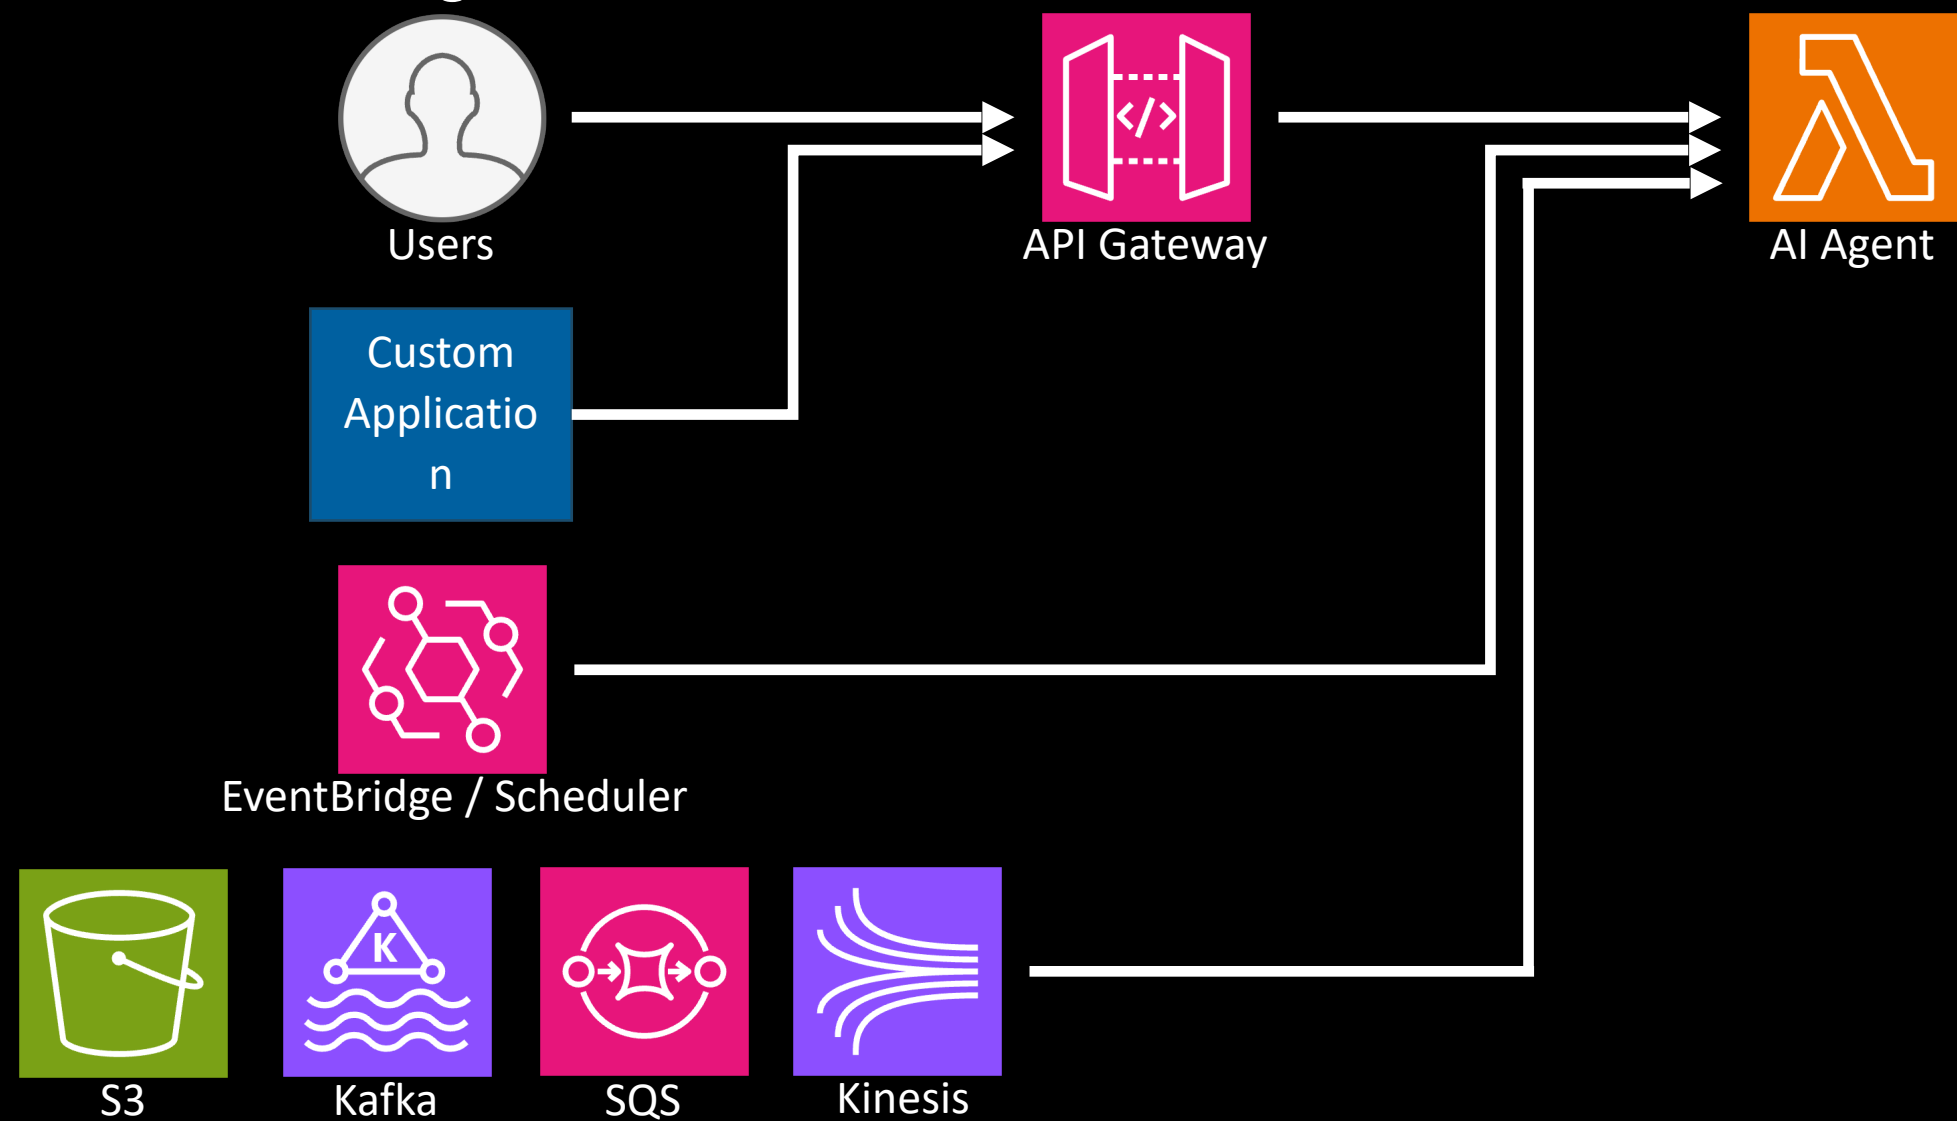 Users
API Gateway
AI Agent
Custom
Applicatio
n
</>
EventBridge / Scheduler
K
S3
Kafka
SQS
Kinesis